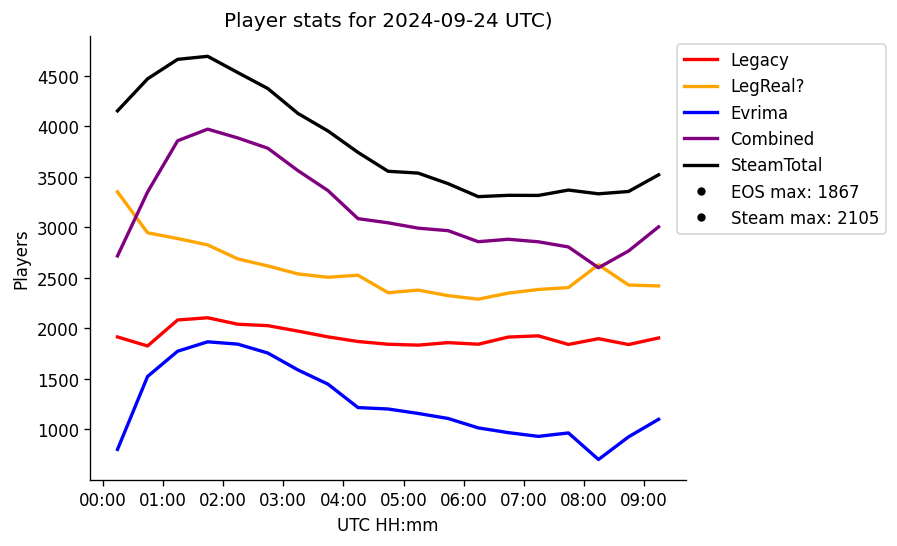 Player stats for 2024-09-24 UTC)
Legacy
LegReal?
Evrima
Combined
SteamTotal
EOS max: 1867
Steam max: 2105
Players
4500
4000
3500
3000
2500
2000
1500
1000
00:00 01:00 02:00 03:00 04:00 05:00 06:00 07:00 08:00 09:00
UTC HH:mm